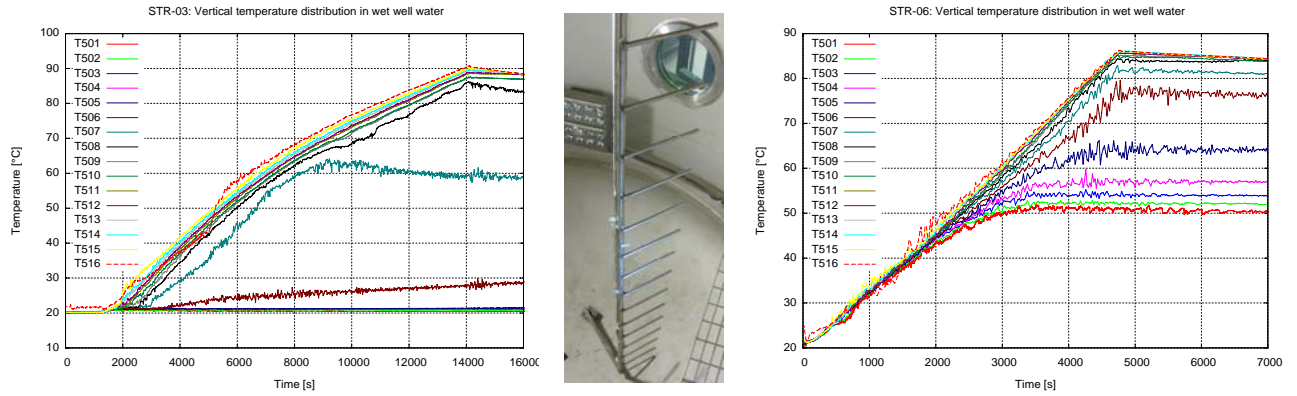 STR-03: Vertical temperature distribution in wet well water
100
90
80
70
60
50
40
30
20
10
Temperature [°C]
T501
T502
T503
T504
T505
T506
T507
T508
T509
T510
T511
T512
T513
T514
T515
T516
0 2000 4000 6000 8000 10000 12000 14000 16000
Time [s]
STR-06: Vertical temperature distribution in wet well water
90
80
70
60
50
40
30
20
Temperature [°C]
T501
T502
T503
T504
T505
T506
T507
T508
T509
T510
T511
T512
T513
T514
T515
T516
0 1000 2000 3000 4000 5000 6000 7000
Time [s]